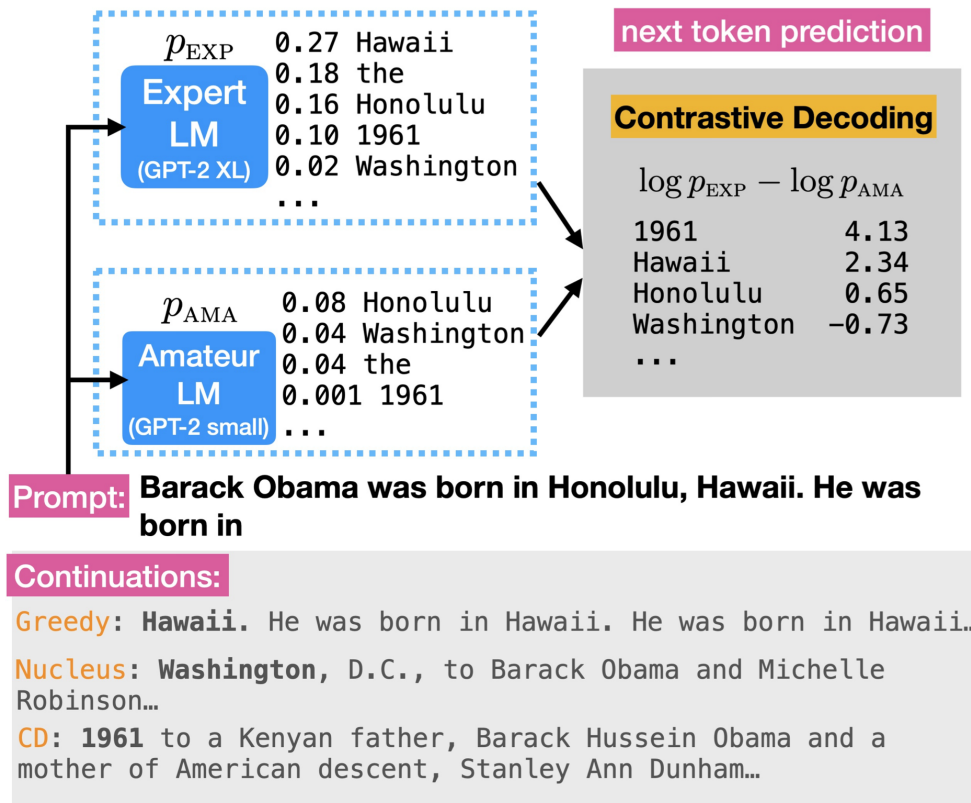 p_EXP
Expert
LM
(GPT-2 XL)
0.27 Hawaii
0.18 the
0.16 Honolulu
0.10 1961
0.02 Washington
...
p_AMA
Amateur
LM
(GPT-2 small)
0.08 Honolulu
0.04 Washington
0.04 the
0.001 1961
...
next token prediction
Contrastive Decoding
log p_EXP − log p_AMA
1961 4.13
Hawaii 2.34
Honolulu 0.65
Washington −0.73
...
Prompt: Barack Obama was born in Honolulu, Hawaii. He was
born in
Continuations:
Greedy: Hawaii. He was born in Hawaii. He was born in Hawaii…
Nucleus: Washington, D.C., to Barack Obama and Michelle
Robinson…
CD: 1961 to a Kenyan father, Barack Hussein Obama and a
mother of American descent, Stanley Ann Dunham…